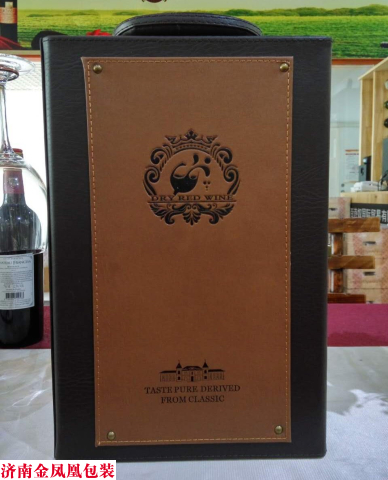 DRY RED WINE
TASTE PURE DERIVED
FROM CLASSIC
济南金凤凰包装